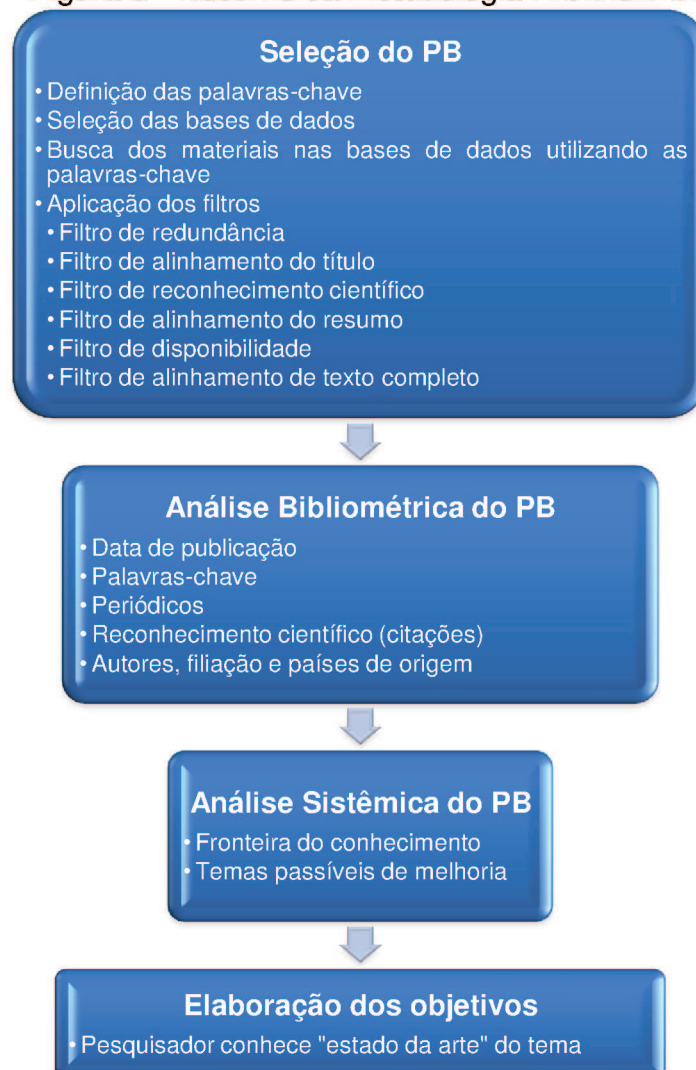 Seleção do PB
• Definição das palavras-chave
• Seleção das bases de dados
• Busca dos materiais nas bases de dados utilizando as
palavras-chave
• Aplicação dos filtros
• Filtro de redundância
• Filtro de alinhamento do título
• Filtro de reconhecimento científico
• Filtro de alinhamento do resumo
• Filtro de disponibilidade
• Filtro de alinhamento de texto completo
Análise Bibliométrica do PB
• Data de publicação
• Palavras-chave
• Periódicos
• Reconhecimento científico (citações)
• Autores, filiação e países de origem
Análise Sistêmica do PB
• Fronteira do conhecimento
• Temas passíveis de melhoria
Elaboração dos objetivos
• Pesquisador conhece "estado da arte" do tema